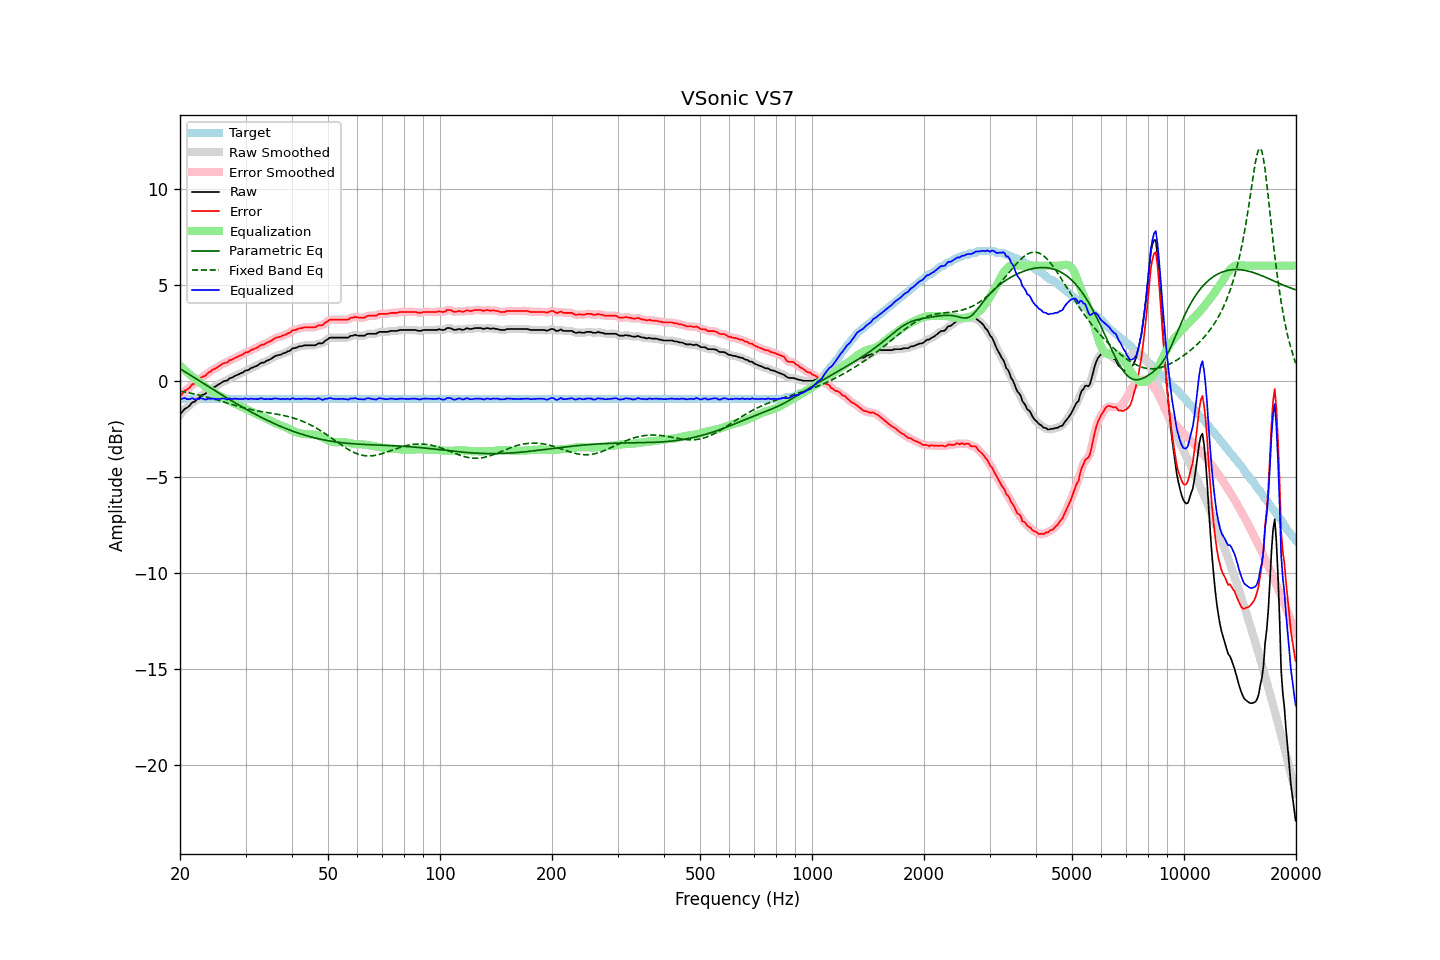 VSonic VS7
Target
Raw Smoothed
Error Smoothed
Raw
Error
Equalization
Parametric Eq
Fixed Band Eq
Equalized
Amplitude (dBr)
10
5
0
−5
−10
−15
−20
20 50 100 200 500 1000 2000 5000 10000 20000
Frequency (Hz)